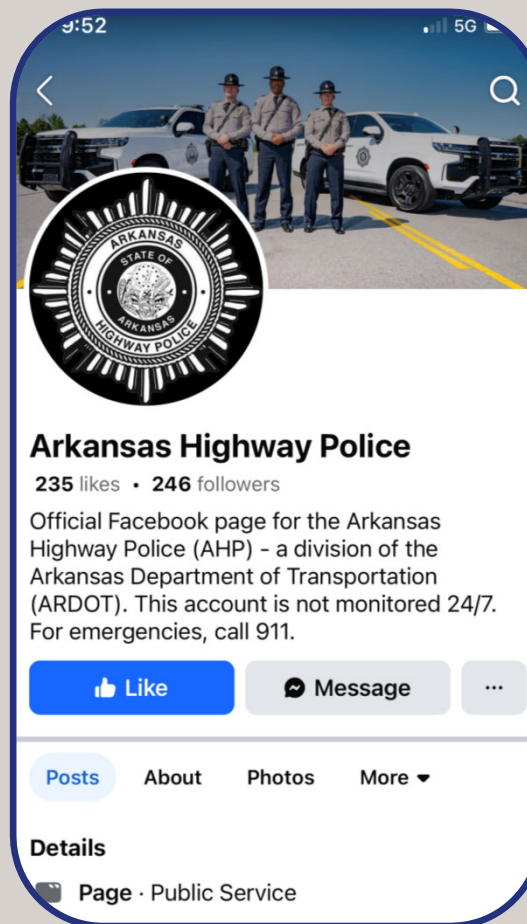 9:52
5G
ARKANSAS
STATE OF
ARKANSAS
HIGHWAY POLICE
Arkansas Highway Police
235 likes • 246 followers
Official Facebook page for the Arkansas
Highway Police (AHP) - a division of the
Arkansas Department of Transportation
(ARDOT). This account is not monitored 24/7.
For emergencies, call 911.
Like
Message
...
Posts
About
Photos
More
Details
Page · Public Service